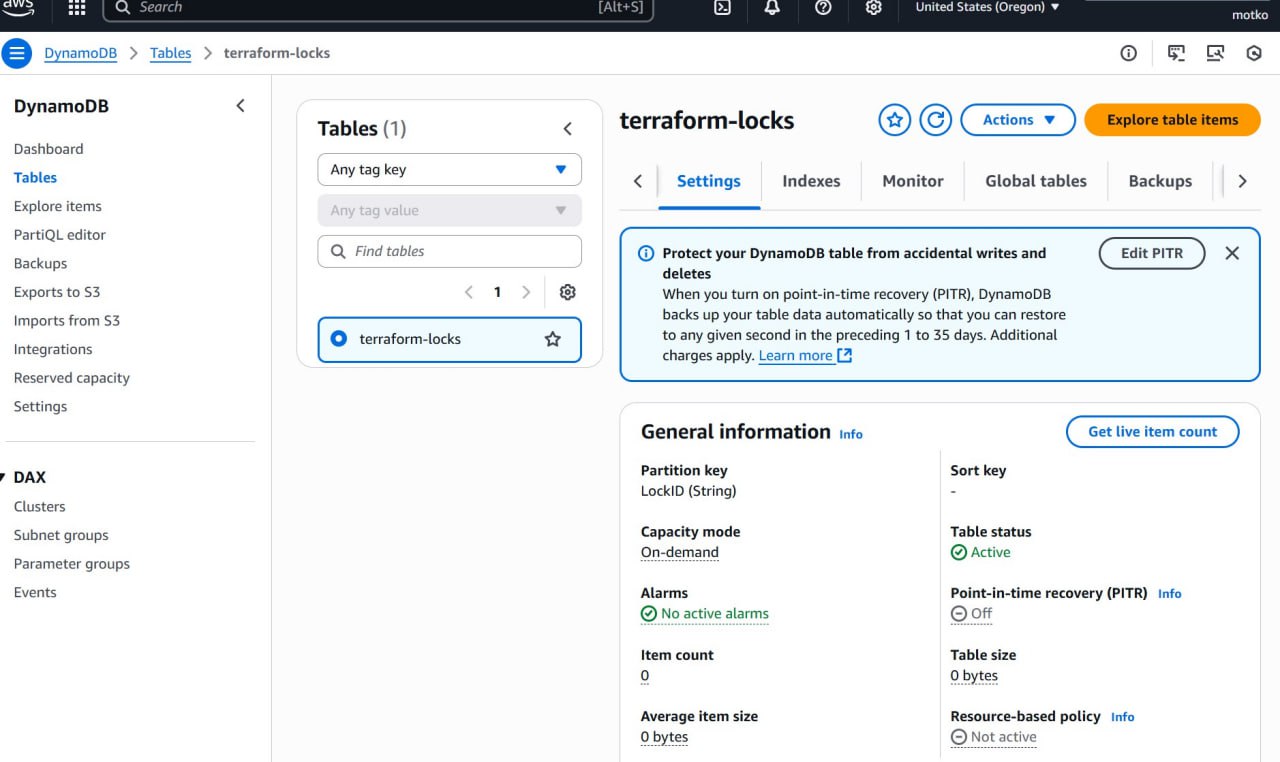 aws
Search
[Alt+S]
United States (Oregon)
motko
DynamoDB
Tables
terraform-locks
DynamoDB
Dashboard
Tables
Explore items
PartiQL editor
Backups
Exports to S3
Imports from S3
Integrations
Reserved capacity
Settings
DAX
Clusters
Subnet groups
Parameter groups
Events
Tables (1)
Any tag key
Any tag value
Find tables
1
terraform-locks
terraform-locks
Actions
Explore table items
Settings
Indexes
Monitor
Global tables
Backups
Protect your DynamoDB table from accidental writes and
deletes
When you turn on point-in-time recovery (PITR), DynamoDB
backs up your table data automatically so that you can restore
to any given second in the preceding 1 to 35 days. Additional
charges apply. Learn more
Edit PITR
General information Info
Get live item count
Partition key
LockID (String)
Sort key
-
Capacity mode
On-demand
Table status
Active
Alarms
No active alarms
Point-in-time recovery (PITR) Info
Off
Item count
0
Table size
0 bytes
Average item size
0 bytes
Resource-based policy Info
Not active